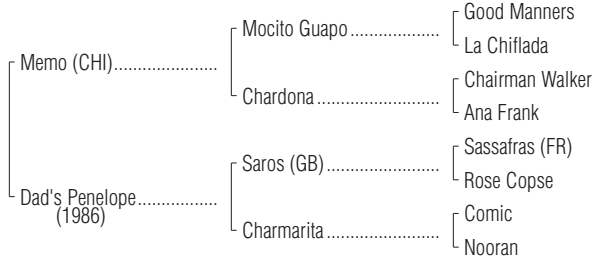 Good Manners
Mocito Guapo ....................
La Chiflada
Memo (CHI).......................
Chairman Walker
Chardona ...........................
Ana Frank
Sassafras (FR)
Saros (GB) .........................
Rose Copse
Dad's Penelope.................
(1986)
Comic
Charmarita .........................
Nooran